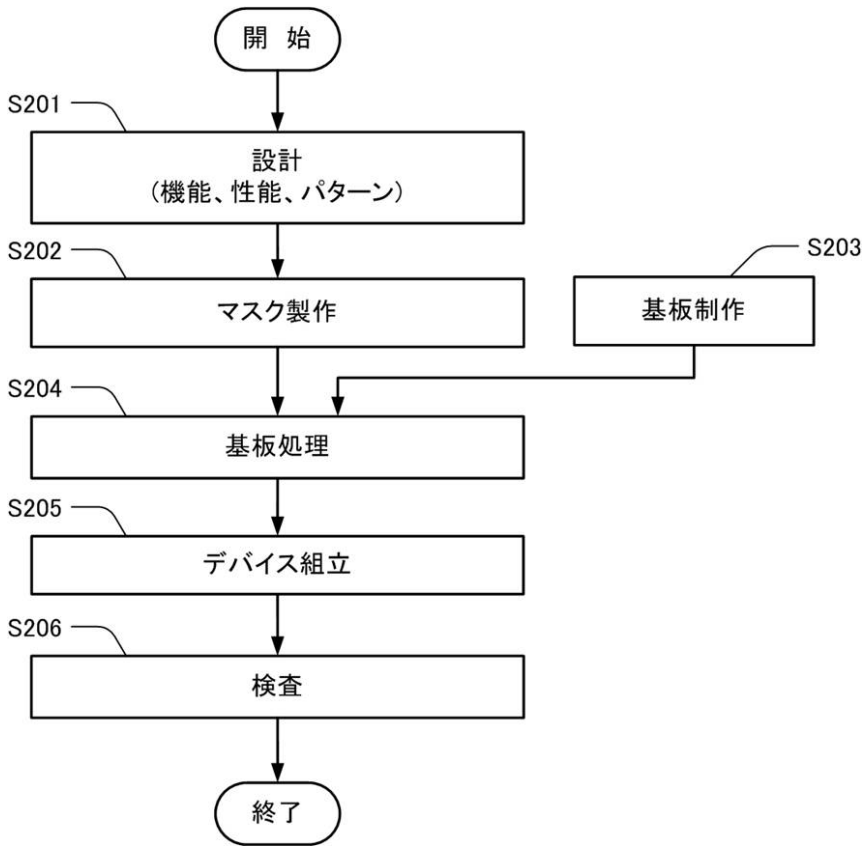 開 始
S201
設計
(機能、性能、パターン)
S202
マスク製作
S203
基板制作
S204
基板処理
S205
デバイス組立
S206
検査
終了